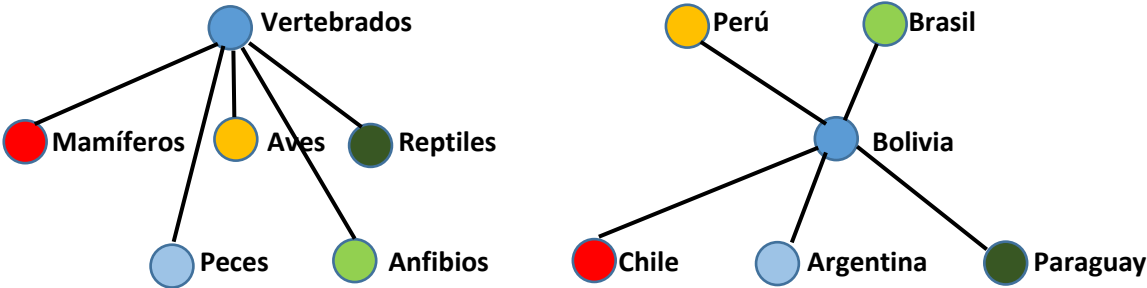 Vertebrados
Mamíferos
Aves
Reptiles
Peces
Anfibios
Perú
Brasil
Bolivia
Chile
Argentina
Paraguay